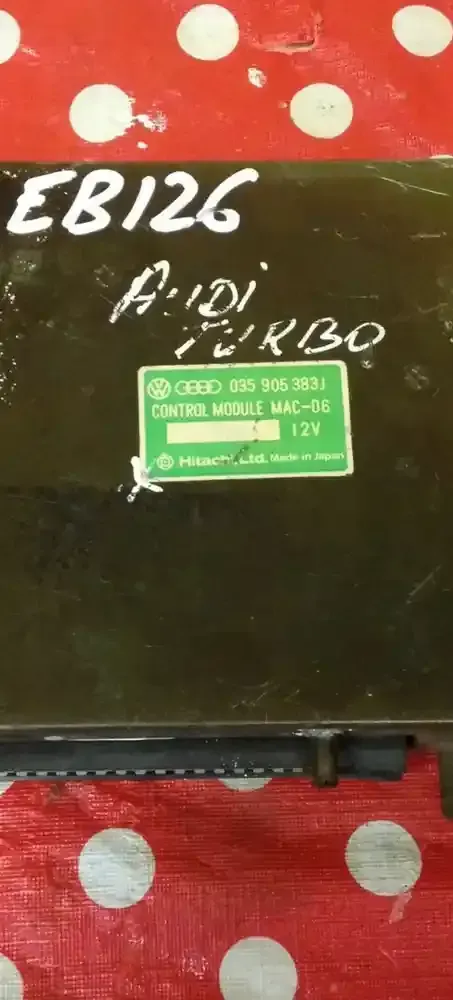 EB126
AUDi
TURBO
035 905 383J
CONTROL MODULE MAC-06
12V
Hitachi, Ltd. Made in Japan